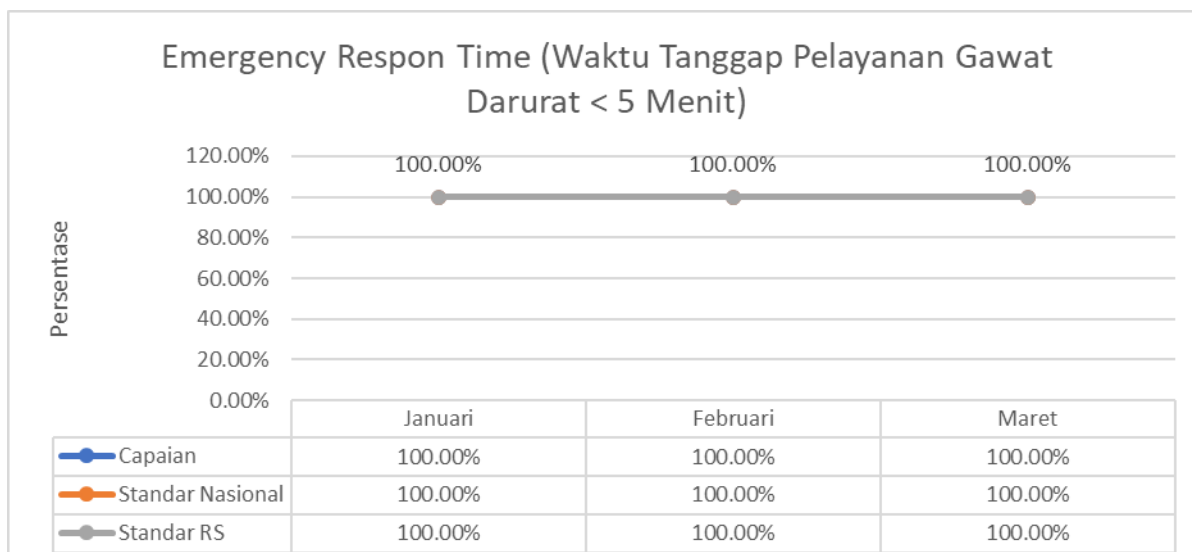 Emergency Respon Time (Waktu Tanggap Pelayanan Gawat
Darurat < 5 Menit)
Persentase
120.00%
100.00%
80.00%
60.00%
40.00%
20.00%
0.00%
100.00% 100.00% 100.00%
Januari Februari Maret
Capaian 100.00% 100.00% 100.00%
Standar Nasional 100.00% 100.00% 100.00%
Standar RS 100.00% 100.00% 100.00%